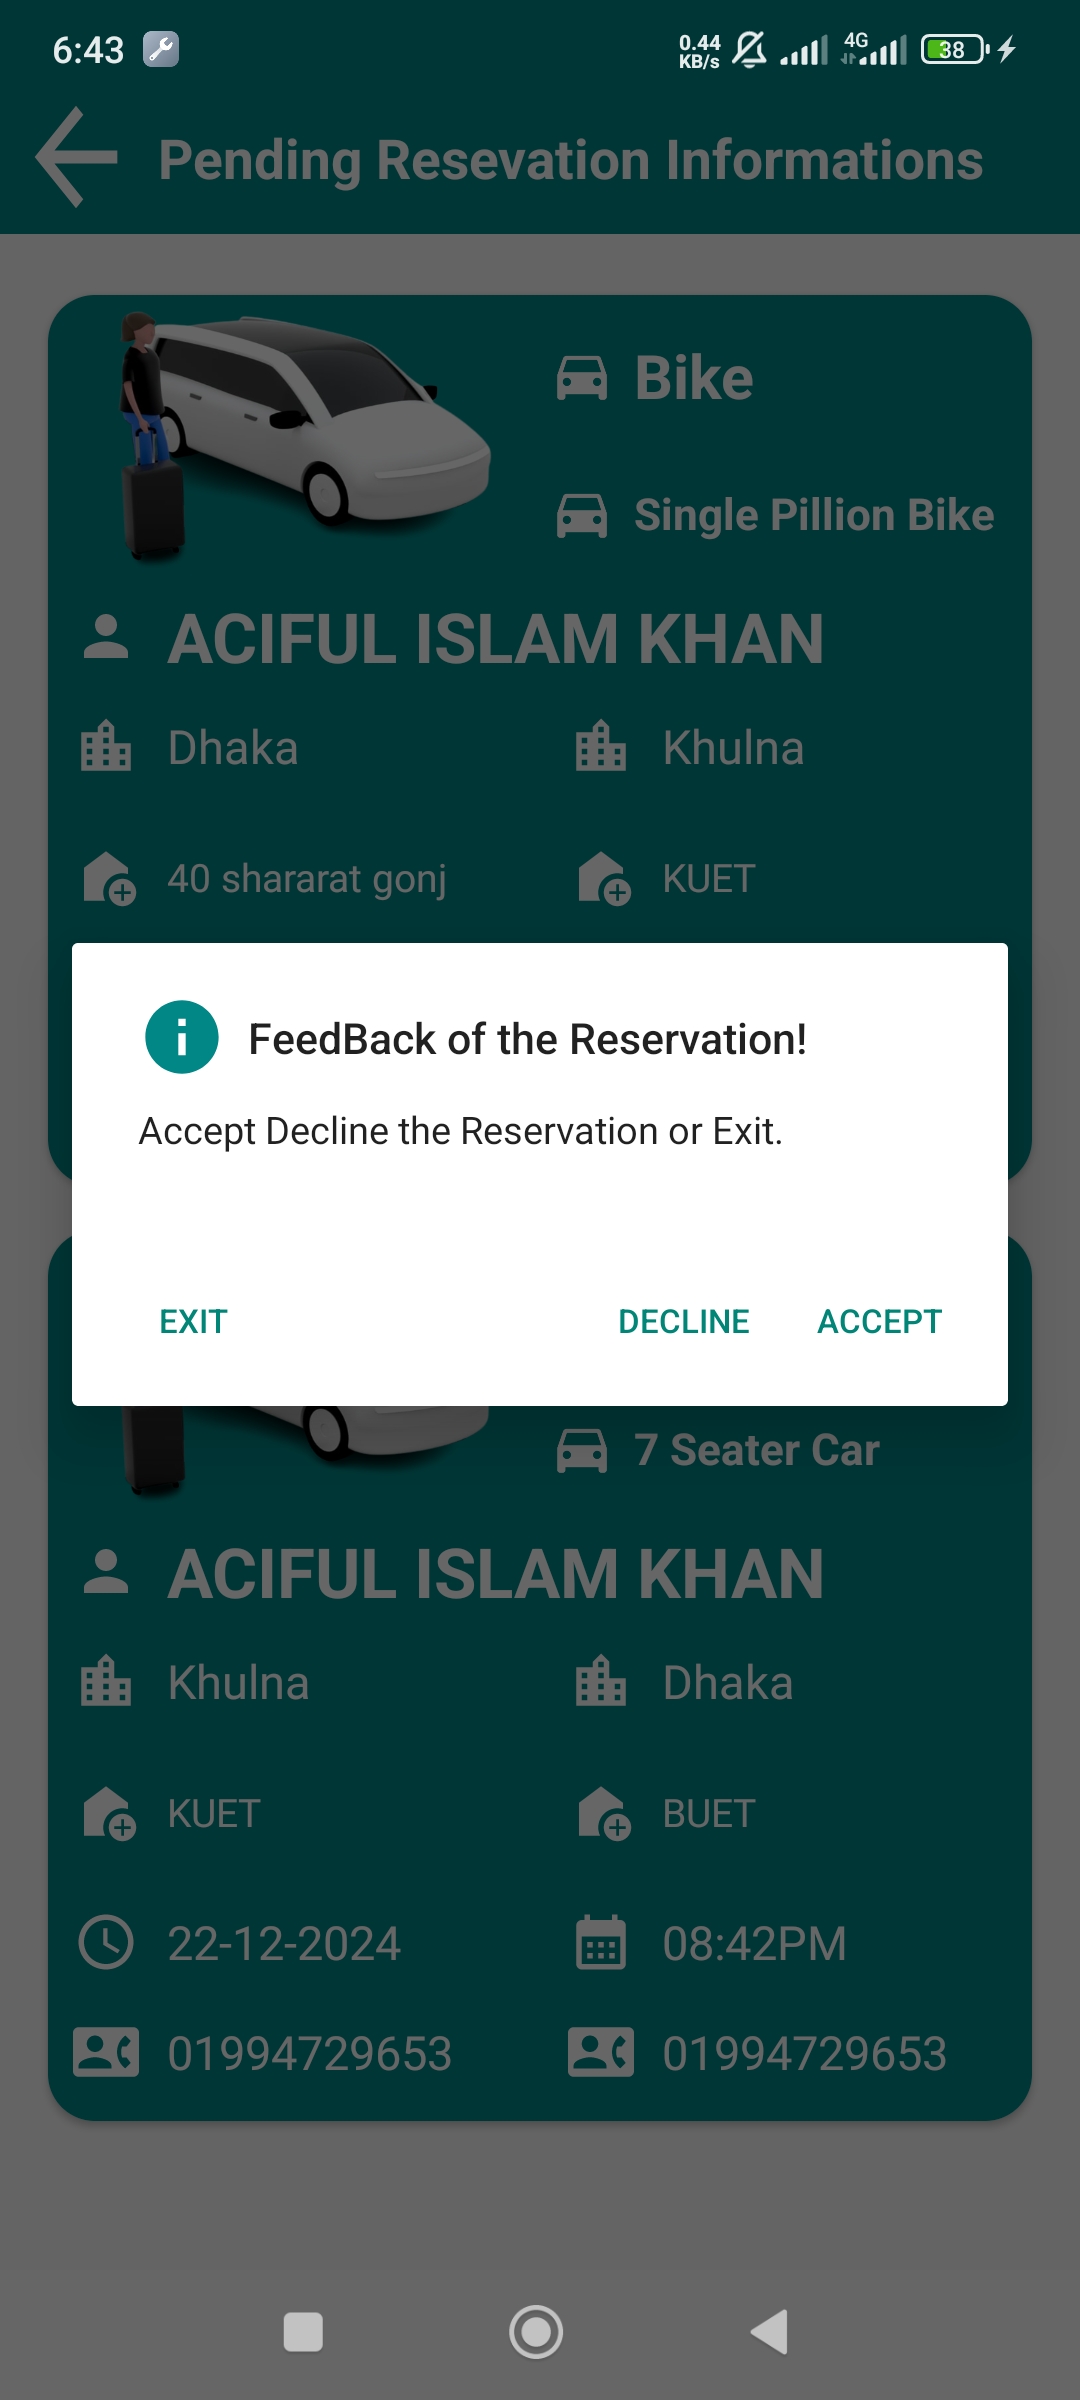 6:43
0.44
KB/s
4G
38
Pending Resevation Informations
Bike
Single Pillion Bike
ACIFUL ISLAM KHAN
Dhaka Khulna
40 shararat gonj KUET
FeedBack of the Reservation!
Accept Decline the Reservation or Exit.
EXIT DECLINE ACCEPT
7 Seater Car
ACIFUL ISLAM KHAN
Khulna Dhaka
KUET BUET
22-12-2024 08:42PM
01994729653 01994729653